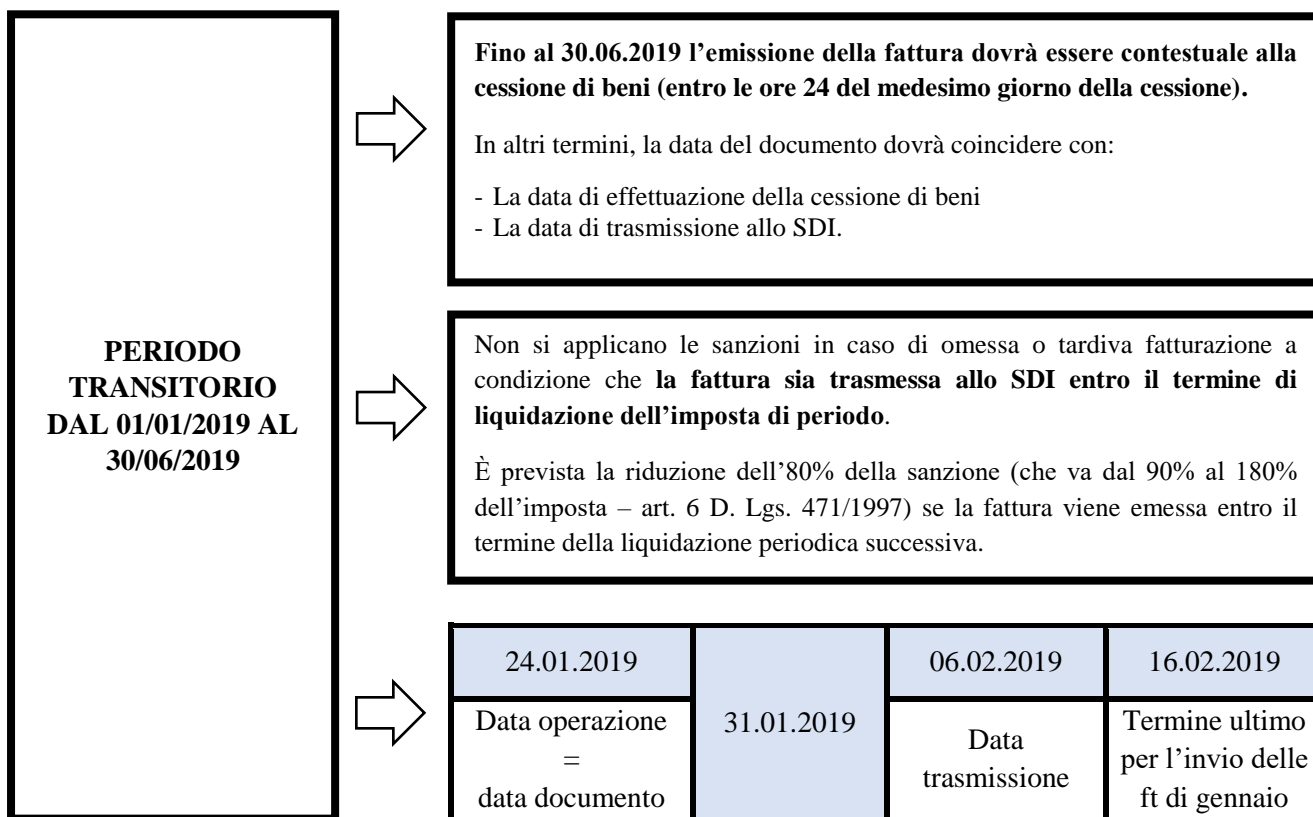 PERIODO
TRANSITORIO
DAL 01/01/2019 AL
30/06/2019
Fino al 30.06.2019 l’emissione della fattura dovrà essere contestuale alla
cessione di beni (entro le ore 24 del medesimo giorno della cessione).
In altri termini, la data del documento dovrà coincidere con:
- La data di effettuazione della cessione di beni
- La data di trasmissione allo SDI.
Non si applicano le sanzioni in caso di omessa o tardiva fatturazione a
condizione che la fattura sia trasmessa allo SDI entro il termine di
liquidazione dell’imposta di periodo.
È prevista la riduzione dell’80% della sanzione (che va dal 90% al 180%
dell’imposta – art. 6 D. Lgs. 471/1997) se la fattura viene emessa entro il
termine della liquidazione periodica successiva.
24.01.2019
Data operazione
=
data documento
31.01.2019
06.02.2019
Data
trasmissione
16.02.2019
Termine ultimo
per l’invio delle
ft di gennaio